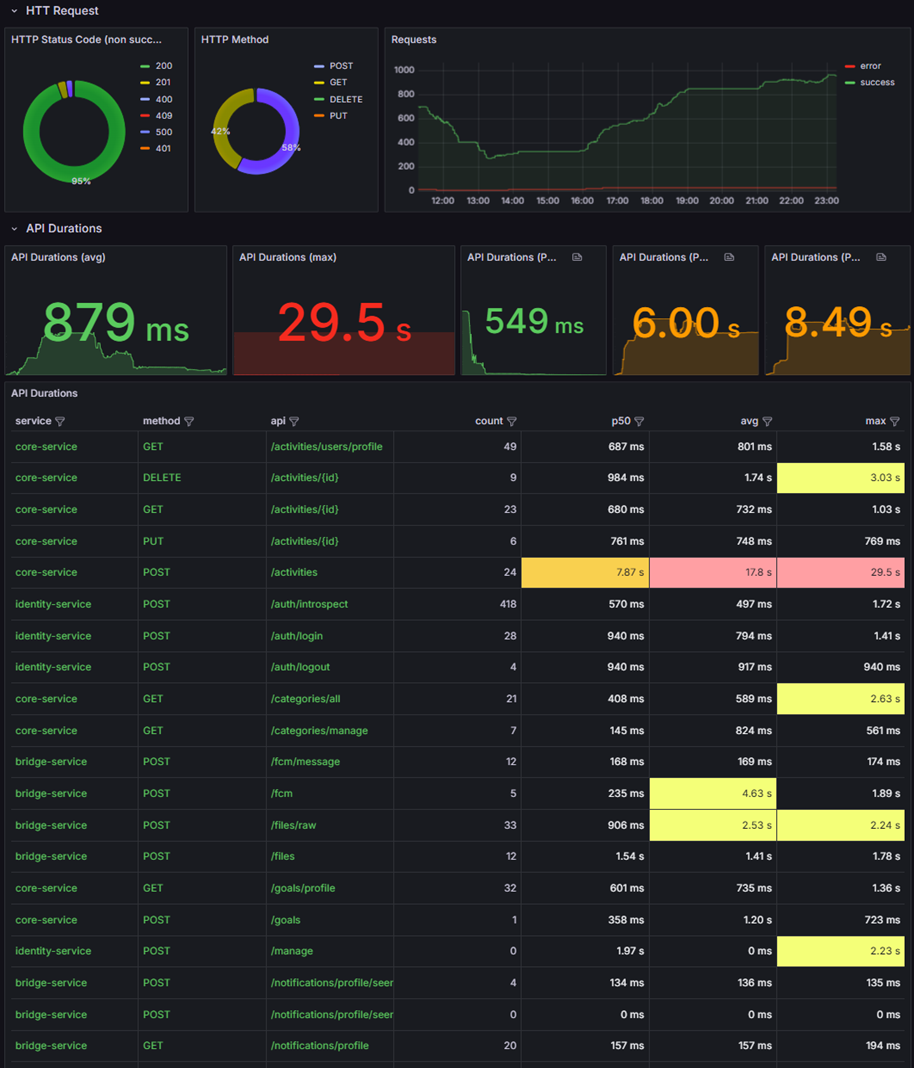 HTT Request
HTTP Status Code (non succ...
200
201
400
409
500
401
95%
HTTP Method
POST
GET
DELETE
PUT
42%
58%
Requests
1000
800
600
400
200
0
12:00 13:00 14:00 15:00 16:00 17:00 18:00 19:00 20:00 21:00 22:00 23:00
error
success
API Durations
API Durations (avg)
879 ms
API Durations (max)
29.5 s
API Durations (P...
549 ms
API Durations (P...
6.00 s
API Durations (P...
8.49 s
API Durations
service method api count p50 avg max
core-service GET /activities/users/profile 49 687 ms 801 ms 1.58 s
core-service DELETE /activities/{id} 9 984 ms 1.74 s 3.03 s
core-service GET /activities/{id} 23 680 ms 732 ms 1.03 s
core-service PUT /activities/{id} 6 761 ms 748 ms 769 ms
core-service POST /activities 24 7.87 s 17.8 s 29.5 s
identity-service POST /auth/introspect 418 570 ms 497 ms 1.72 s
identity-service POST /auth/login 28 940 ms 794 ms 1.41 s
identity-service POST /auth/logout 4 940 ms 917 ms 940 ms
core-service GET /categories/all 21 408 ms 589 ms 2.63 s
core-service GET /categories/manage 7 145 ms 824 ms 561 ms
bridge-service POST /fcm/message 12 168 ms 169 ms 174 ms
bridge-service POST /fcm 5 235 ms 4.63 s 1.89 s
bridge-service POST /files/raw 33 906 ms 2.53 s 2.24 s
bridge-service POST /files 12 1.54 s 1.41 s 1.78 s
core-service GET /goals/profile 32 601 ms 735 ms 1.36 s
core-service POST /goals 1 358 ms 1.20 s 723 ms
identity-service POST /manage 0 1.97 s 0 ms 2.23 s
bridge-service POST /notifications/profile/seer 4 134 ms 136 ms 135 ms
bridge-service POST /notifications/profile/seer 0 0 ms 0 ms 0 ms
bridge-service GET /notifications/profile 20 157 ms 157 ms 194 ms